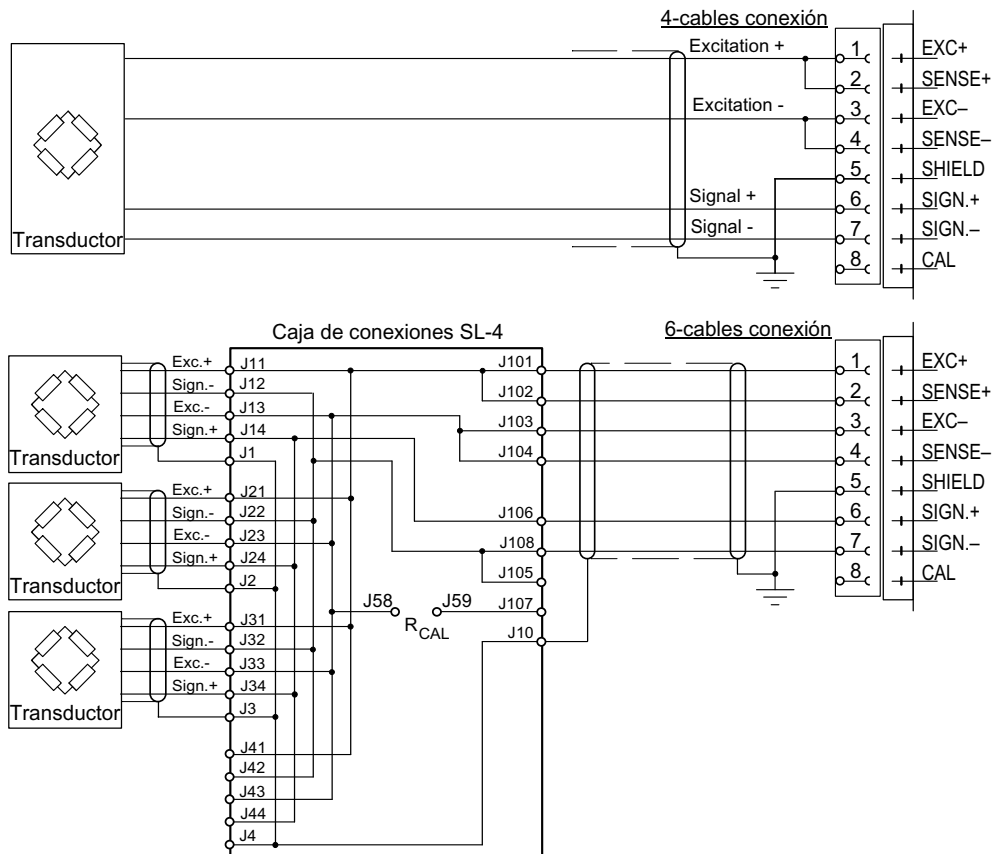 4-cables conexión
Excitation +
1
EXC+
2
SENSE+
Excitation -
3
EXC–
4
SENSE–
5
SHIELD
Signal +
6
SIGN.+
Transductor
Signal -
7
SIGN.–
8
CAL
Caja de conexiones SL-4
6-cables conexión
Exc.+
J11
J101
1
EXC+
Sign.-
J12
J102
2
SENSE+
Exc.-
J13
J103
3
EXC–
Sign.+
J14
J104
4
SENSE–
Transductor
J1
5
SHIELD
Exc.+
J21
J106
6
SIGN.+
Sign.-
J22
J108
7
SIGN.–
Exc.-
J23
J105
8
CAL
Sign.+
J24
Transductor
J2
J58
J59
J107
RCAL
Exc.+
J31
J10
Sign.-
J32
Exc.-
J33
Sign.+
J34
Transductor
J3
J41
J42
J43
J44
J4